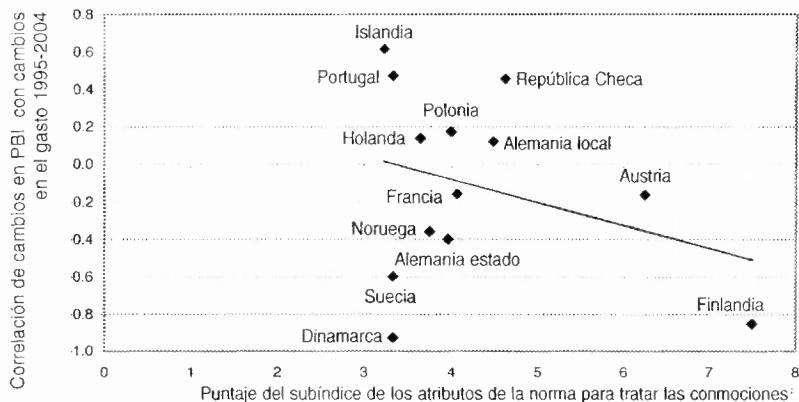 Correlación de cambios en PBI con cambios
en el gasto 1995-2004
0.8
0.6
0.4
0.2
0.0
0.2
0.4
0.6
0.8
1.0
Islandia
Portugal
República Checa
Polonia
Holanda
Alemania local
Austria
Francia
Noruega
Alemania estado
Suecia
Finlandia
Dinamarca
0 1 2 3 4 5 6 7 8
Puntaje del subíndice de los atributos de la norma para tratar las conmociones